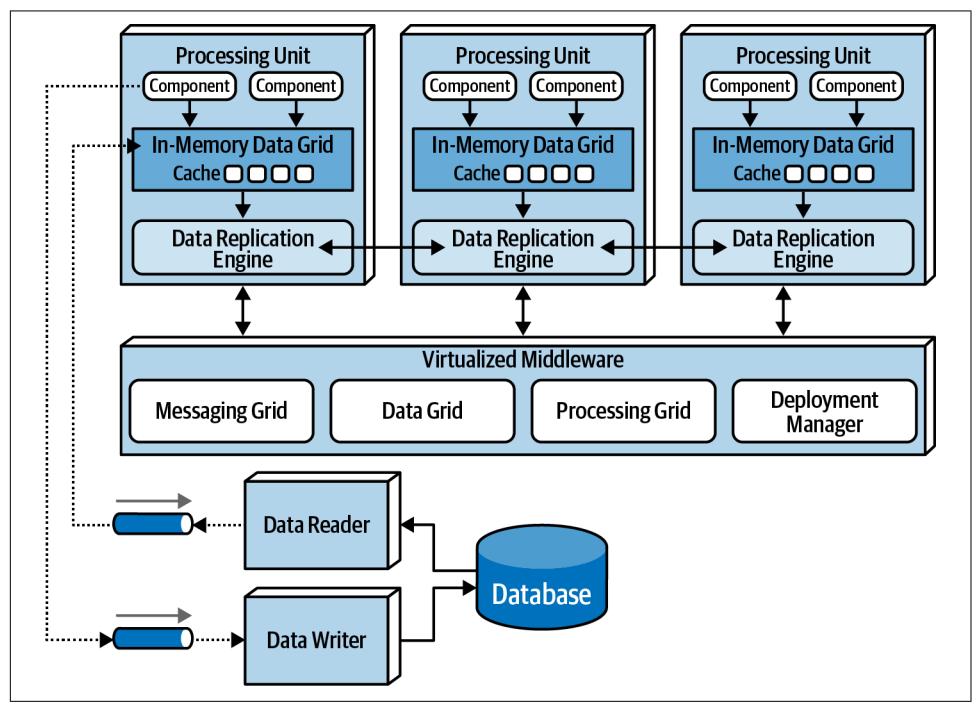 Processing Unit
Component
Component
In-Memory Data Grid
Cache
Data Replication
Engine
Processing Unit
Component
Component
In-Memory Data Grid
Cache
Data Replication
Engine
Processing Unit
Component
Component
In-Memory Data Grid
Cache
Data Replication
Engine
Virtualized Middleware
Messaging Grid
Data Grid
Processing Grid
Deployment
Manager
Data Reader
Database
Data Writer